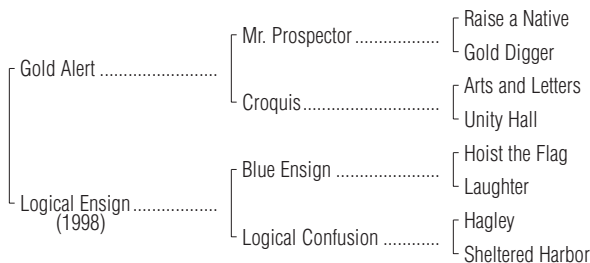 Raise a Native
Mr. Prospector ..................
Gold Digger
Gold Alert .........................
Arts and Letters
Croquis.............................
Unity Hall
Hoist the Flag
Blue Ensign ......................
Laughter
Logical Ensign..................
(1998)
Hagley
Logical Confusion ............
Sheltered Harbor